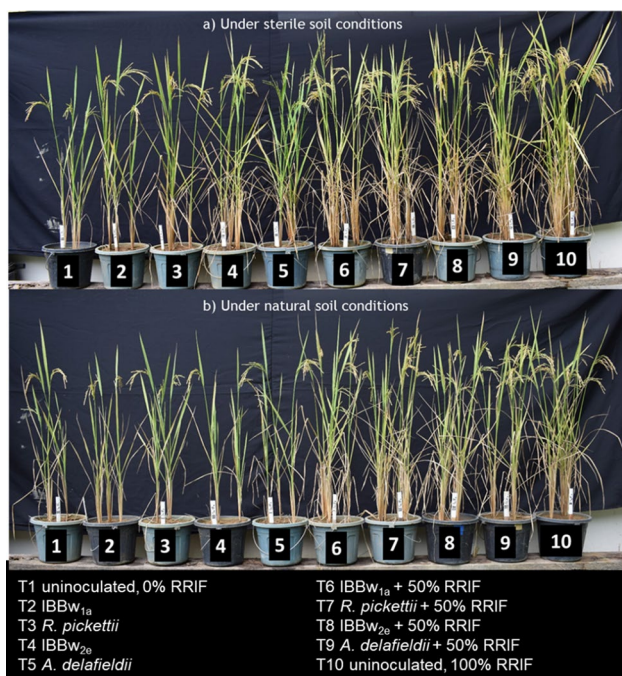 a) Under sterile soil conditions
1 2 3 4 5 6 7 8 9 10
b) Under natural soil conditions
1 2 3 4 5 6 7 8 9 10
T1 uninoculated, 0% RRIF
T2 IBBw1a
T3 R. pickettii
T4 IBBw2e
T5 A. delafieldii
T6 IBBw1a + 50% RRIF
T7 R. pickettii + 50% RRIF
T8 IBBw2e + 50% RRIF
T9 A. delafieldii + 50% RRIF
T10 uninoculated, 100% RRIF